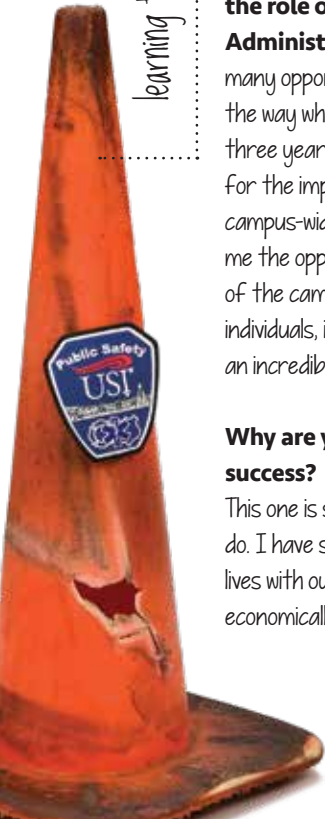 learning
the role o
Administ
many oppor
the way wh
three year
for the imp
campus-wid
me the opp
of the cam
individuals, i
an incredib
Why are y
success?
This one is s
do. I have s
lives with ou
economicall
Public Safety
USI